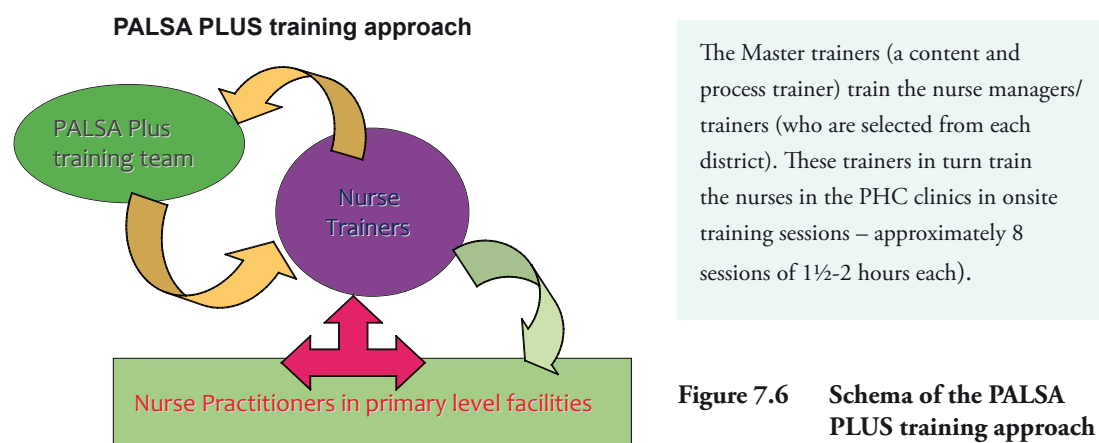 PALSA PLUS training approach
PALSA Plus
training team
Nurse
Trainers
Nurse Practitioners in primary level facilities
The Master trainers (a content and
process trainer) train the nurse managers/
trainers (who are selected from each
district). These trainers in turn train
the nurses in the PHC clinics in onsite
training sessions – approximately 8
sessions of 1½-2 hours each).
Figure 7.6 Schema of the PALSA
PLUS training approach